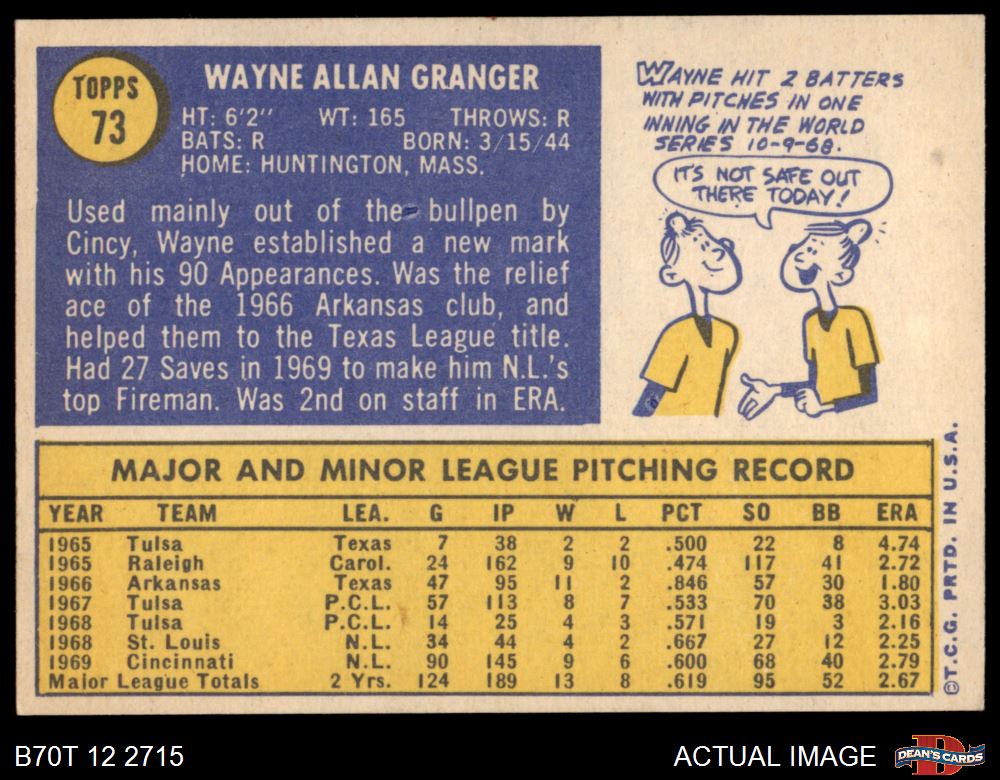 TOPPS
73
WAYNE ALLAN GRANGER
HT: 6'2" WT: 165 THROWS: R
BATS: R BORN: 3/15/44
HOME: HUNTINGTON, MASS.
Used mainly out of the bullpen by
Cincy, Wayne established a new mark
with his 90 Appearances. Was the relief
ace of the 1966 Arkansas club, and
helped them to the Texas League title.
Had 27 Saves in 1969 to make him N.L.'s
top Fireman. Was 2nd on staff in ERA.
WAYNE HIT 2 BATTERS
WITH PITCHES IN ONE
INNING IN THE WORLD
SERIES 10-9-68.
IT'S NOT SAFE OUT
THERE TODAY!
MAJOR AND MINOR LEAGUE PITCHING RECORD
YEAR TEAM LEA. G IP W L PCT SO BB ERA
1965 Tulsa Texas 7 38 2 2 .500 22 8 4.74
1965 Raleigh Carol. 24 162 9 10 .474 117 41 2.72
1966 Arkansas Texas 47 95 11 2 .846 57 30 1.80
1967 Tulsa P.C.L. 57 113 8 7 .533 70 38 3.03
1968 Tulsa P.C.L. 14 25 4 3 .571 19 3 2.16
1968 St. Louis N.L. 34 44 4 2 .667 27 12 2.25
1969 Cincinnati N.L. 90 145 9 6 .600 68 40 2.79
Major League Totals 2 Yrs. 124 189 13 8 .619 95 52 2.67
©T.C.G. PRTD. IN U.S.A.
B70T 12 2715
ACTUAL IMAGE
DEAN'S CARDS